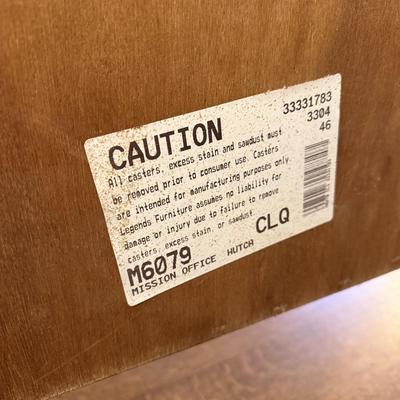 CAUTION
33331783
3304
46
All casters, excess stain and sawdust must
be removed prior to consumer use. Casters
are intended for manufacturing purposes only.
Legends Furniture assumes no liability for
damage or injury due to failure to remove
casters, excess stain, or sawdust
CLQ
M6079
MISSION OFFICE HUTCH